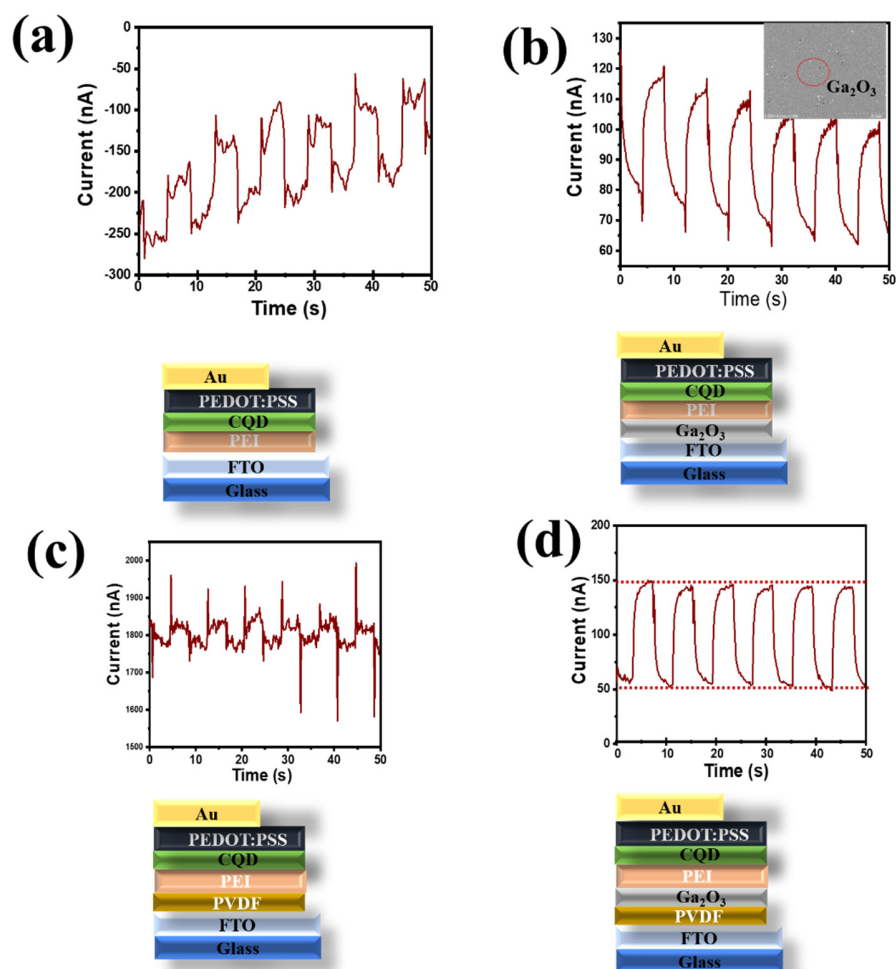 (a)
0
-50
-100
-150
-200
-250
-300
Current (nA)
0 10 20 30 40 50
Time (s)
Au
PEDOT:PSS
CQD
PEI
FTO
Glass
(b)
130
120
110
100
90
80
70
60
Current (nA)
Ga₂O₃
0 10 20 30 40 50
Time (s)
Au
PEDOT:PSS
CQD
PEI
Ga₂O₃
FTO
Glass
(c)
2000
1900
1800
1700
1600
1500
Current (nA)
0 10 20 30 40 50
Time (s)
Au
PEDOT:PSS
CQD
PEI
PVDF
FTO
Glass
(d)
200
150
100
50
0
Current (nA)
0 10 20 30 40 50
Time (s)
Au
PEDOT:PSS
CQD
PEI
Ga₂O₃
PVDF
FTO
Glass